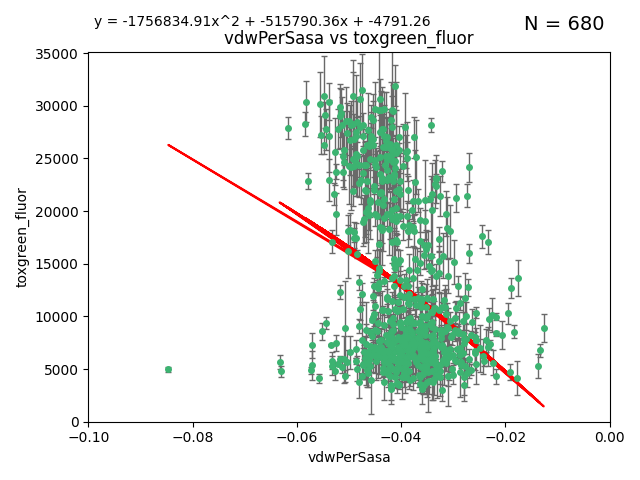 y = -1756834.91x^2 + -515790.36x + -4791.26
N = 680
vdwPerSasa vs toxgreen_fluor
35000
30000
25000
20000
15000
10000
5000
0
toxgreen_fluor
−0.10 −0.08 −0.06 −0.04 −0.02 0.00
vdwPerSasa